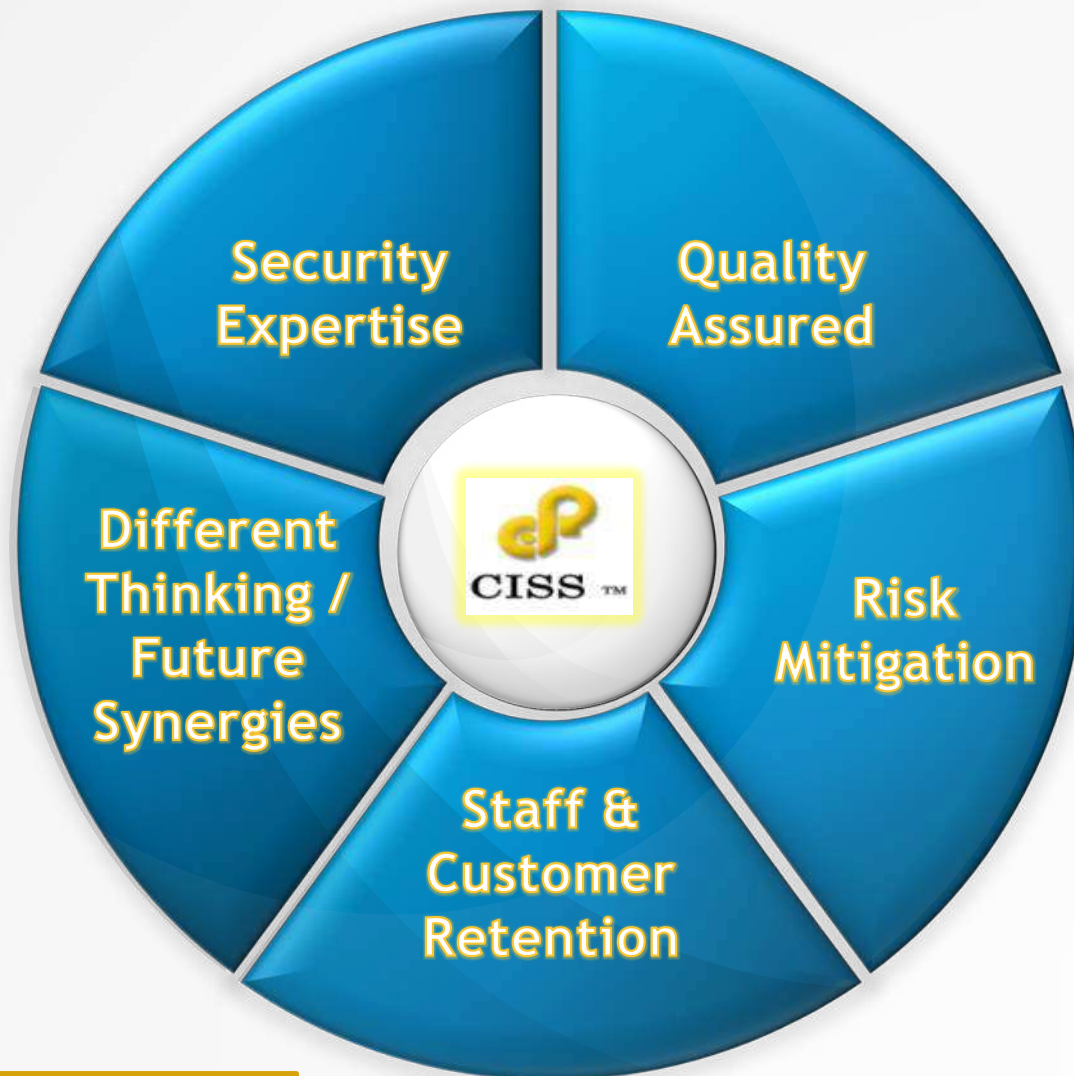 Security
Expertise
Quality
Assured
Different
Thinking /
Future
Synergies
CISS TM
Risk
Mitigation
Staff &
Customer
Retention